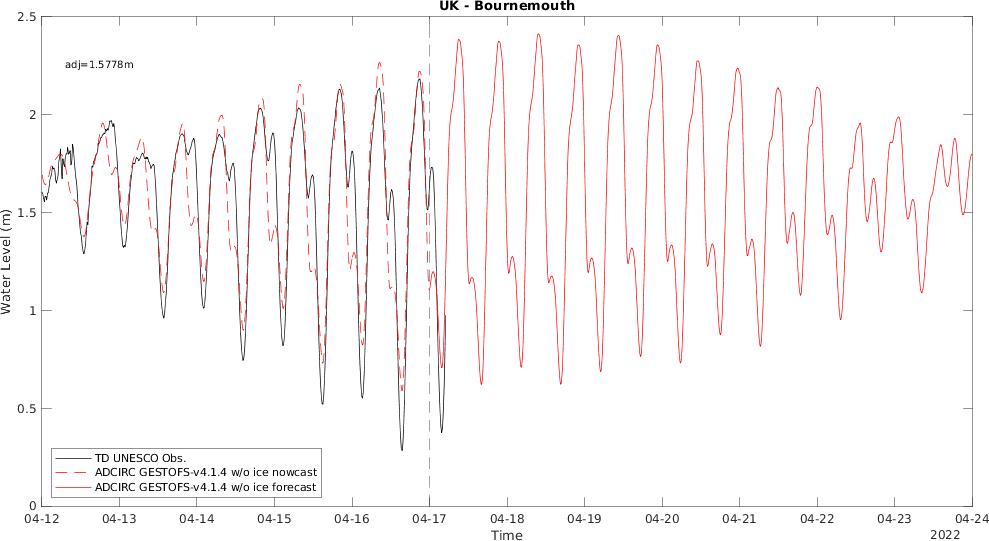 UK - Bournemouth
adj=1.5778m
Water Level (m)
2.5
2
1.5
1
0.5
0
TD UNESCO Obs.
ADCIRC GESTOFS-v4.1.4 w/o ice nowcast
ADCIRC GESTOFS-v4.1.4 w/o ice forecast
04-12 04-13 04-14 04-15 04-16 04-17 04-18 04-19 04-20 04-21 04-22 04-23 04-24
Time
2022